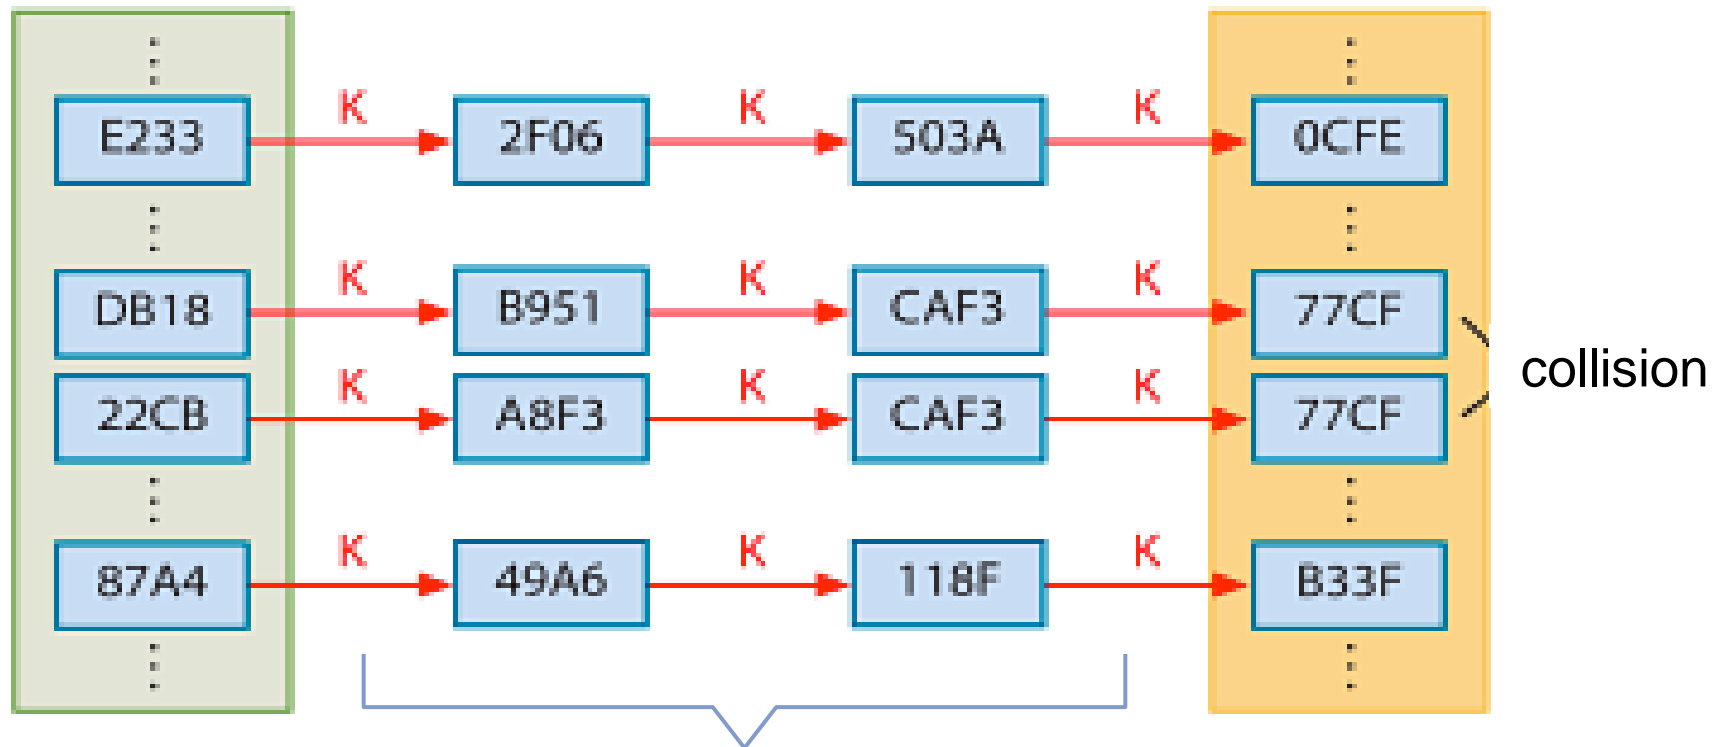 K K K
E233 2F06 503A 0CFE
K K K
DB18 B951 CAF3 77CF
collision
K K K
22CB A8F3 CAF3 77CF
K K K
87A4 49A6 118F B33F